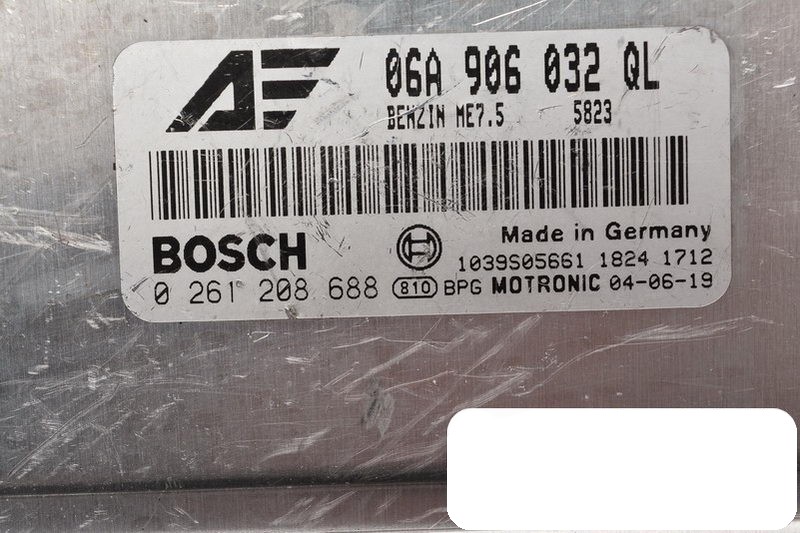 AE 06A 906 032 QL
BENZIN ME7.5 5823
BOSCH Made in Germany
1039S05661 1824 1712
0 261 208 688 810 BPG MOTRONIC 04-06-19